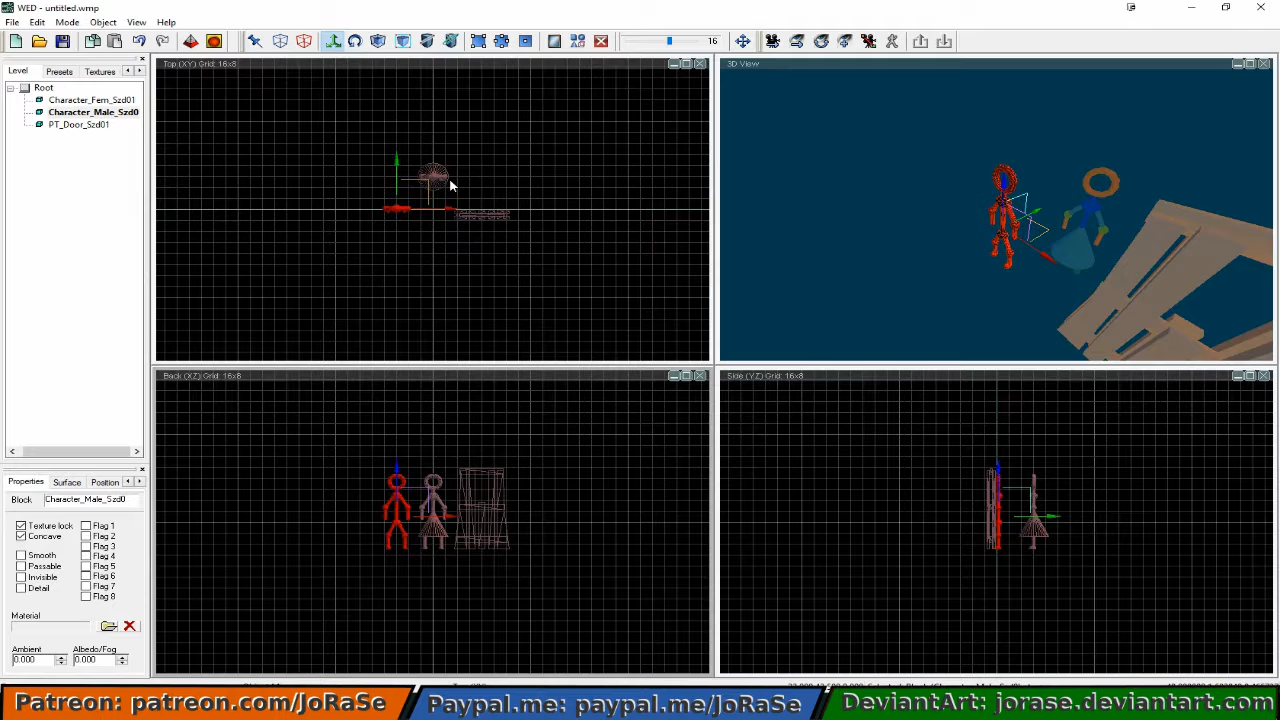 WED - untitled.wmp
File Edit Mode Object View Help
16
Level Presets Textures
Root
Character_Fem_Szd01
Character_Male_Szd0
PT_Door_Szd01
Top (XY) Grid: 16x8
3D View
Back (XZ) Grid: 16x8
Side (YZ) Grid: 16x8
Properties Surface Position
Block Character_Male_Szd0
Texture lock Flag 1
Concave Flag 2
Flag 3
Smooth Flag 4
Passable Flag 5
Invisible Flag 6
Detail Flag 7
Flag 8
Material
Ambient Albedo/Fog
0.000 0.000
Patreon: patreon.com/JoRaSe
Paypal.me: paypal.me/JoRaSe
DeviantArt: jorase.deviantart.com